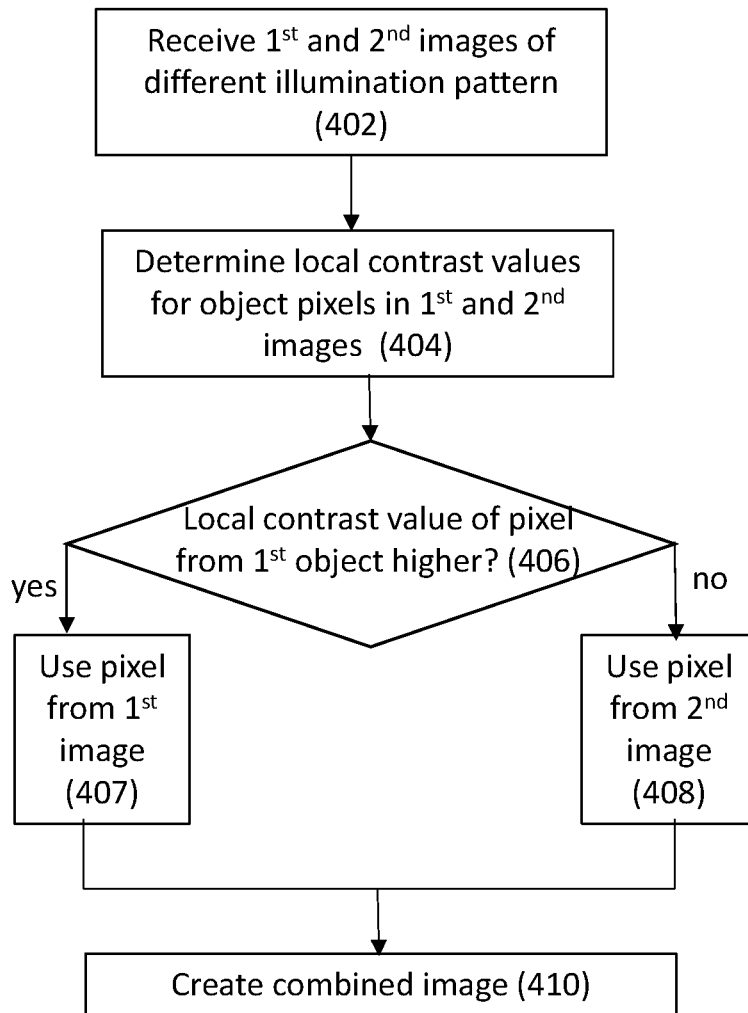 Receive 1st and 2nd images of
different illumination pattern
(402)
Determine local contrast values
for object pixels in 1st and 2nd
images (404)
Local contrast value of pixel
from 1st object higher? (406)
yes
no
Use pixel
from 1st
image
(407)
Use pixel
from 2nd
image
(408)
Create combined image (410)